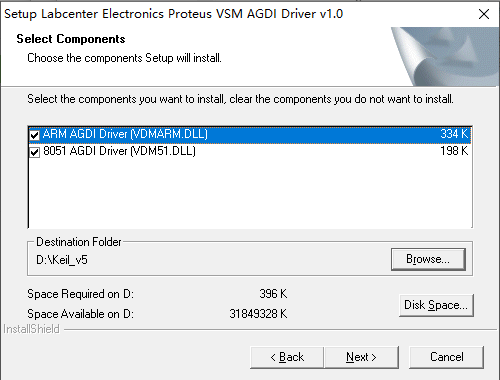 Setup Labcenter Electronics Proteus VSM AGDI Driver v1.0
Select Components
Choose the components Setup will install.
Select the components you want to install, clear the components you do not want to install.
ARM AGDI Driver (VDMARM.DLL) 334 K
8051 AGDI Driver (VDM51.DLL) 198 K
Destination Folder
D:\Keil_v5
Browse...
Space Required on D: 396 K
Space Available on D: 31849328 K
Disk Space...
InstallShield
< Back Next > Cancel